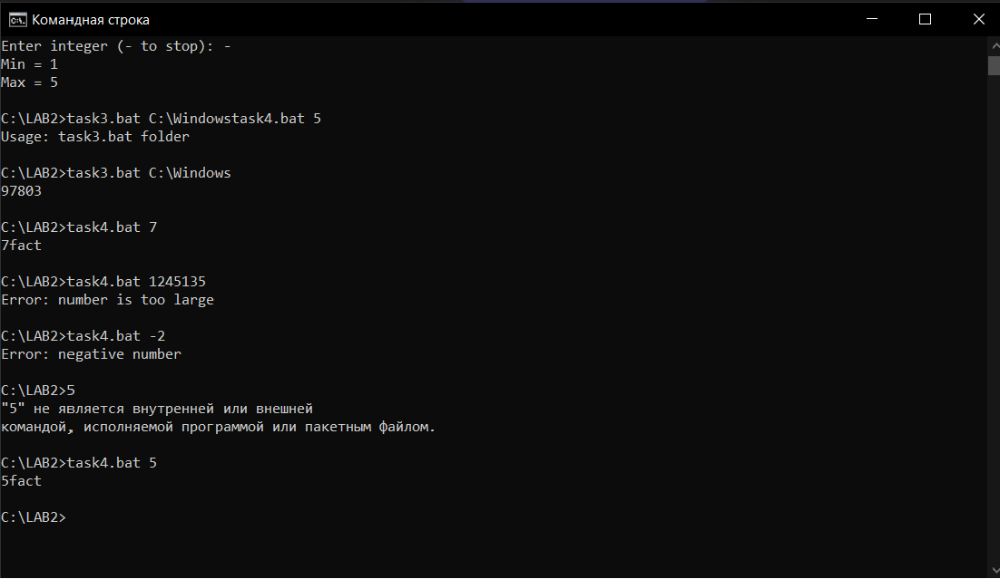 Командная строка
Enter integer (- to stop): -
Min = 1
Max = 5
C:\LAB2>task3.bat C:\Windowstask4.bat 5
Usage: task3.bat folder
C:\LAB2>task3.bat C:\Windows
97803
C:\LAB2>task4.bat 7
7fact
C:\LAB2>task4.bat 1245135
Error: number is too large
C:\LAB2>task4.bat -2
Error: negative number
C:\LAB2>5
"5" не является внутренней или внешней
командой, исполняемой программой или пакетным файлом.
C:\LAB2>task4.bat 5
5fact
C:\LAB2>